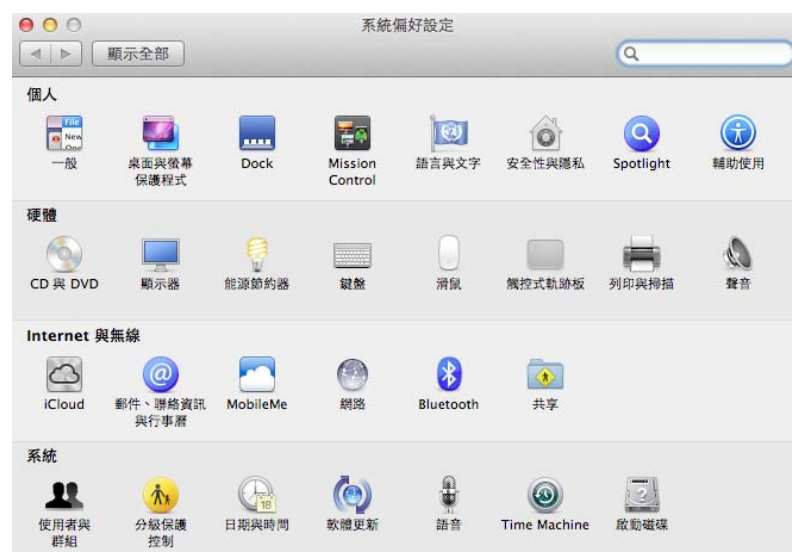 系統偏好設定
顯示全部
個人
File
New
一般
桌面與螢幕
保護程式
Dock
Mission
Control
語言與文字
安全性與隱私
Spotlight
輔助使用
硬體
CD 與 DVD
顯示器
能源節約器
鍵盤
滑鼠
觸控式軌跡板
列印與掃描
聲音
Internet 與無線
iCloud
郵件、聯絡資訊
與行事曆
MobileMe
網路
Bluetooth
共享
系統
使用者與
群組
分級保護
控制
18
日期與時間
軟體更新
語音
Time Machine
啟動磁碟